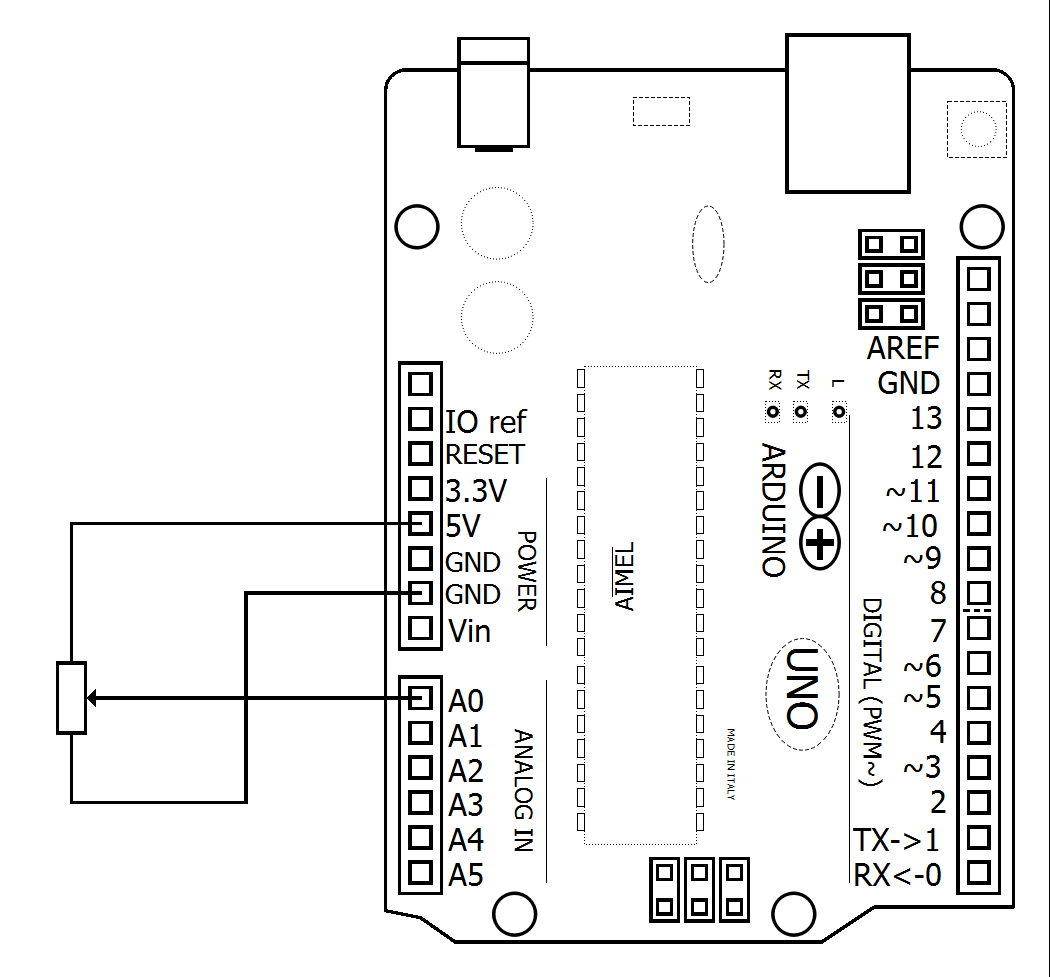 IO ref
RESET
3.3V
5V
GND
GND
Vin
POWER
A0
A1
A2
A3
A4
A5
ANALOG IN
AIMEL
MADE IN ITALY
RX
TX
L
ARDUINO
UNO
AREF
GND
13
12
~11
~10
~9
8
7
~6
~5
4
~3
2
TX->1
RX<-0
DIGITAL (PWM~)